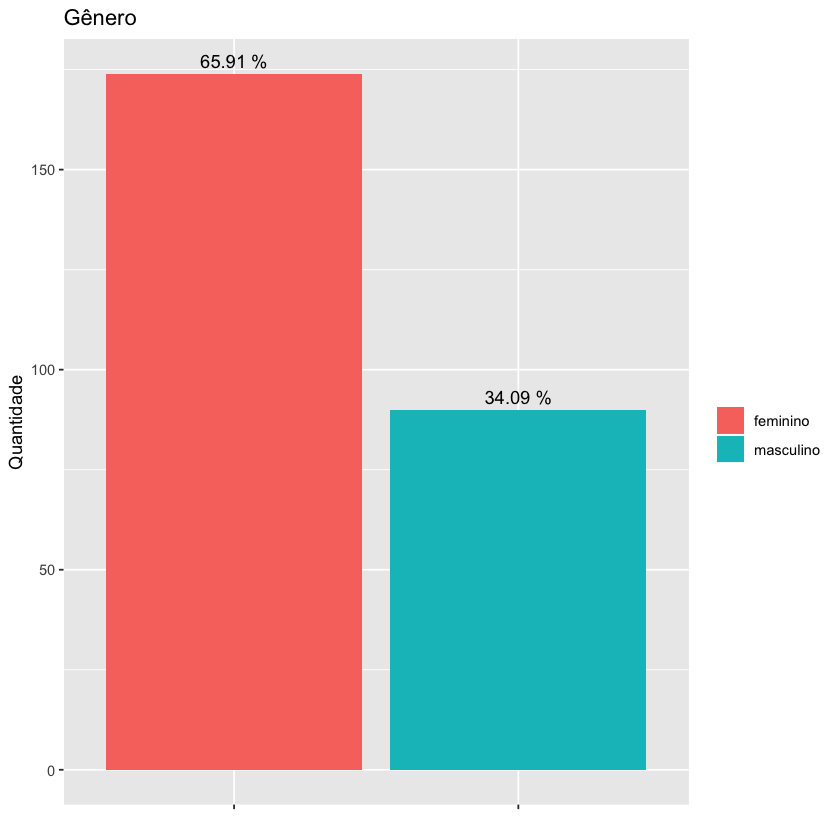 Gênero
65.91 %
34.09 %
150
100
50
0
Quantidade
feminino
masculino